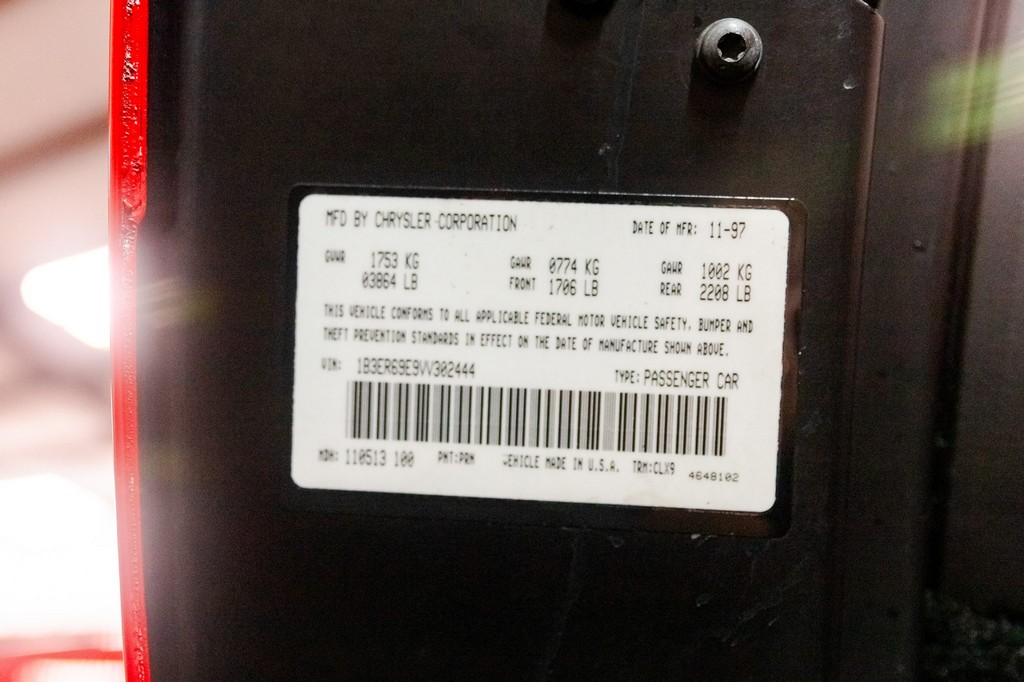 MFD BY CHRYSLER CORPORATION DATE OF MFR: 11-97
GVWR 1753 KG GAWR 0774 KG GAWR 1002 KG
03864 LB FRONT 1706 LB REAR 2208 LB
THIS VEHICLE CONFORMS TO ALL APPLICABLE FEDERAL MOTOR VEHICLE SAFETY, BUMPER AND
THEFT PREVENTION STANDARDS IN EFFECT ON THE DATE OF MANUFACTURE SHOWN ABOVE.
VIN: 1B3ER69E9VV302444 TYPE: PASSENGER CAR
MDH: 110513 100 PNT:PRN VEHICLE MADE IN U.S.A. TRM:CLX9 4648102